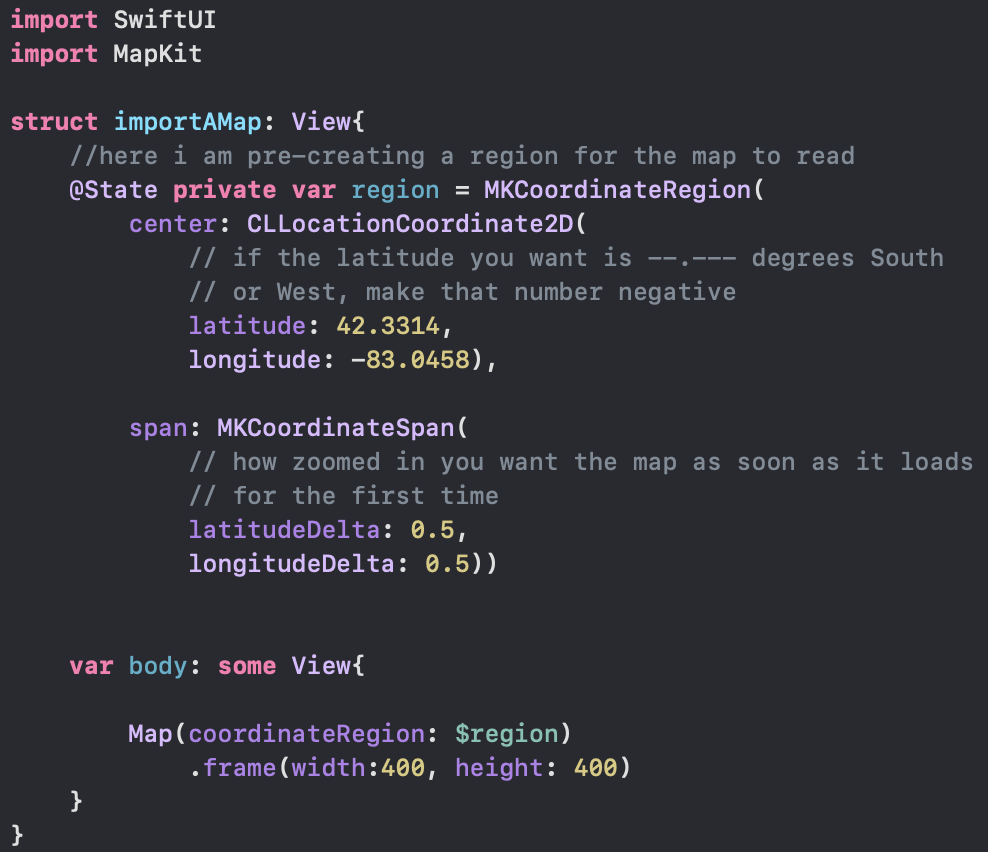 import SwiftUI
import MapKit
struct importAMap: View{
//here i am pre-creating a region for the map to read
@State private var region = MKCoordinateRegion(
center: CLLocationCoordinate2D(
// if the latitude you want is --.--- degrees South
// or West, make that number negative
latitude: 42.3314,
longitude: -83.0458),
span: MKCoordinateSpan(
// how zoomed in you want the map as soon as it loads
// for the first time
latitudeDelta: 0.5,
longitudeDelta: 0.5))
var body: some View{
Map(coordinateRegion: $region)
.frame(width:400, height: 400)
}
}